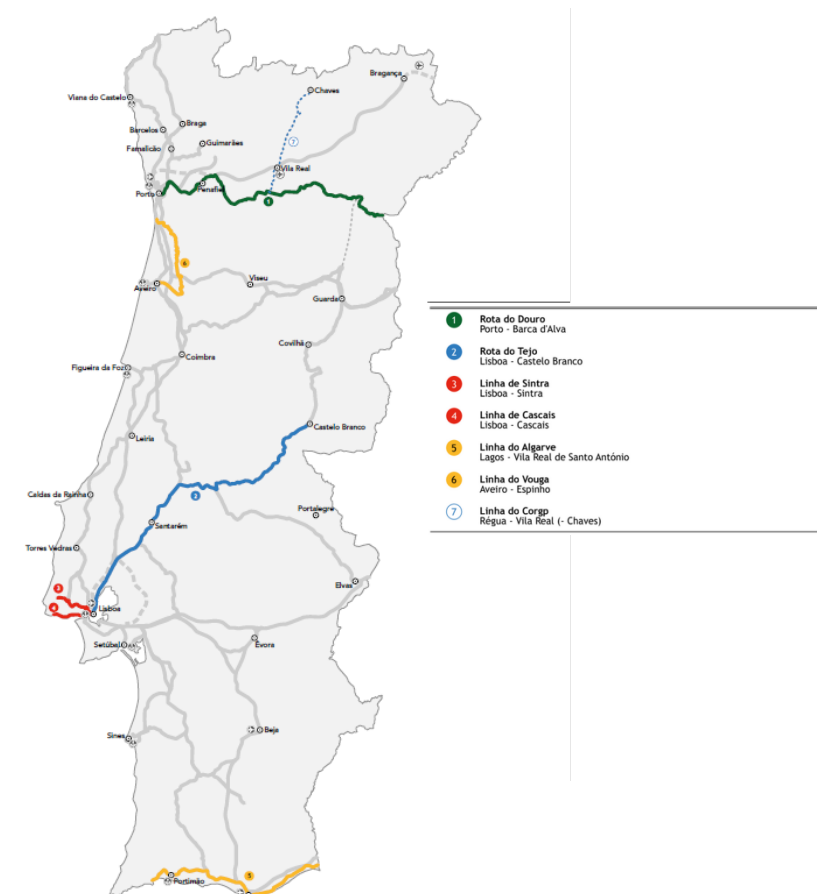 Bragança
Chaves
Viana do Castelo
Braga
Barcelos
Guimarães
7
Famalicão
Vila Real
Penafiel
Porto
1
6
Viseu
Aveiro
Guarda
Covilhã
Coimbra
Figueira da Foz
Castelo Branco
Leiria
Caldas da Rainha
2
Portalegre
Santarém
Torres Vedras
Elvas
3
4
Lisboa
Setúbal
Évora
Sines
Beja
5
Portimão
1 Rota do Douro
Porto - Barca d'Alva
2 Rota do Tejo
Lisboa - Castelo Branco
3 Linha de Sintra
Lisboa - Sintra
4 Linha de Cascais
Lisboa - Cascais
5 Linha do Algarve
Lagos - Vila Real de Santo António
6 Linha do Vouga
Aveiro - Espinho
7 Linha do Corgp
Régua - Vila Real (- Chaves)